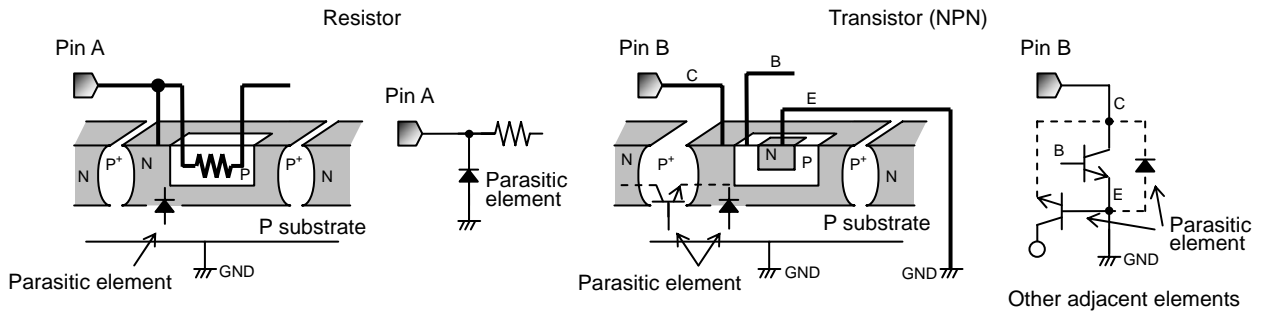 Resistor
Transistor (NPN)
Pin A
Pin B
Pin B
B
C
E
C
Pin A
N
P+
N
P
P+
N
N
P+
N
N
P
P+
N
B
E
Parasitic
element
P substrate
P substrate
Parasitic
element
GND
GND
GND
GND
Parasitic element
Parasitic element
Other adjacent elements